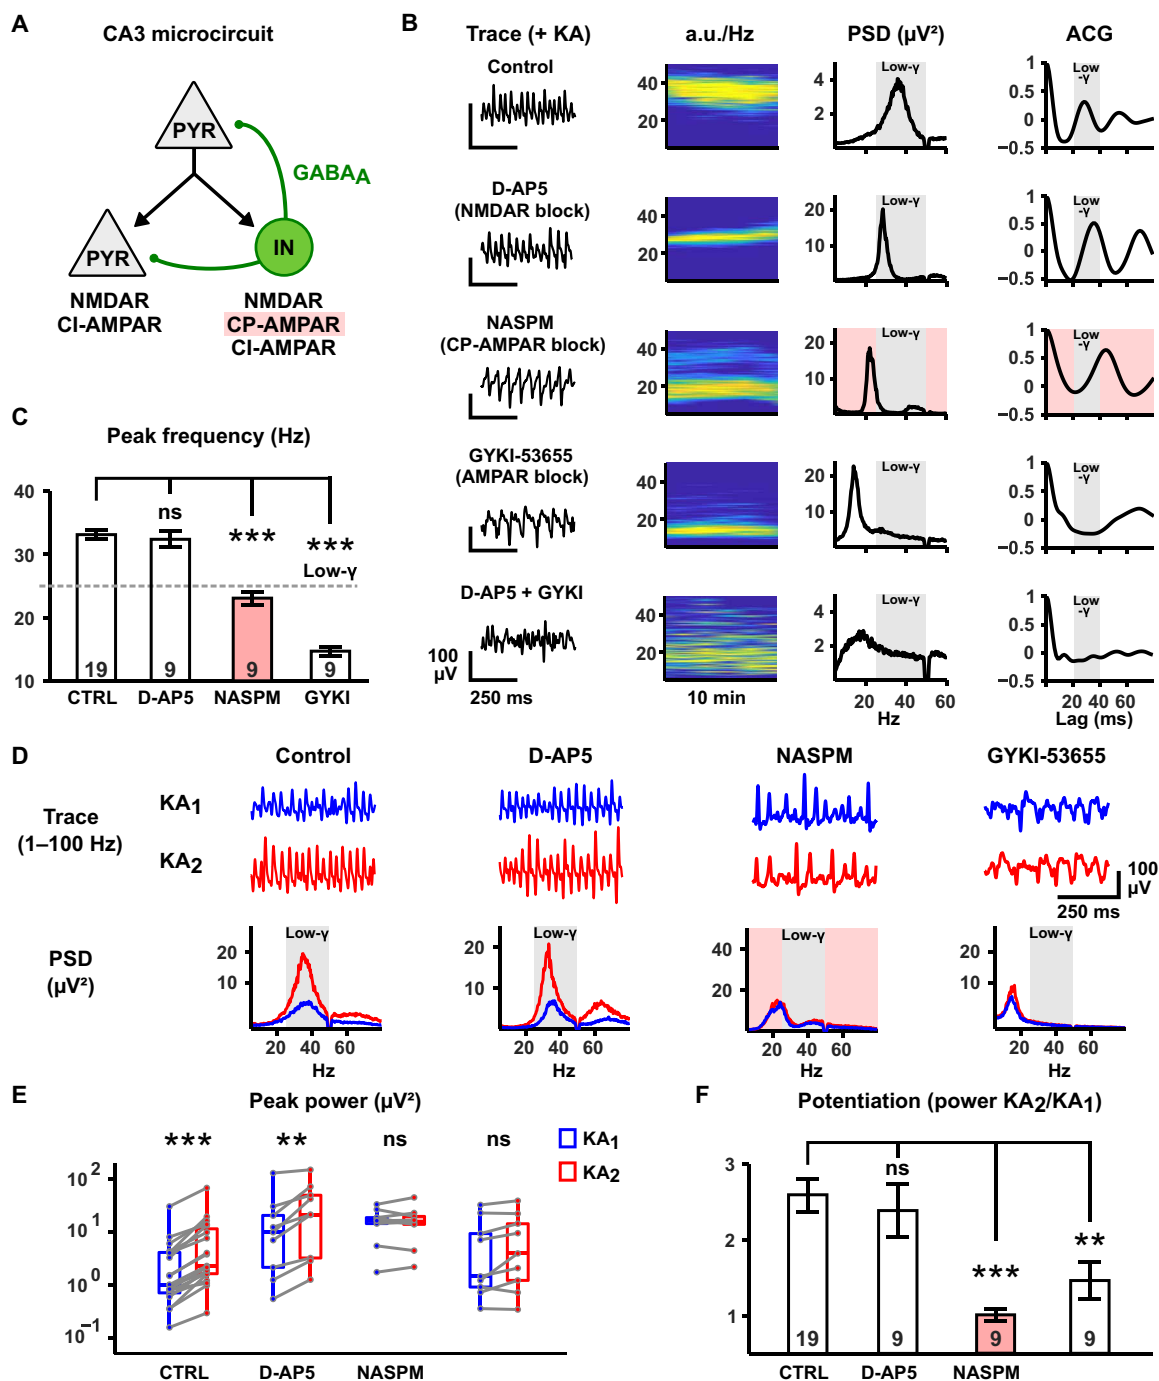 A
CA3 microcircuit
PYR
GABAA
PYR
IN
NMDAR
CI-AMPAR
NMDAR
CP-AMPAR
CI-AMPAR
B
Trace (+ KA)
a.u./Hz
PSD (µV²)
ACG
Control
40
20
4
2
Low-γ
1
0.5
0
−0.5
Low
-γ
D-AP5
(NMDAR block)
40
20
20
10
Low-γ
1
0.5
0
−0.5
Low
-γ
NASPM
(CP-AMPAR block)
40
20
20
10
Low-γ
1
0.5
0
−0.5
Low
-γ
GYKI-53655
(AMPAR block)
40
20
20
10
Low-γ
1
0.5
0
−0.5
Low
-γ
D-AP5 + GYKI
100
µV
250 ms
40
20
10 min
4
2
Low-γ
20 40 60
Hz
1
0.5
0
−0.5
Low
-γ
20 40 60
Lag (ms)
C
Peak frequency (Hz)
40
30
20
10
ns
***
***
Low-γ
19
9
9
9
CTRL
D-AP5
NASPM
GYKI
D
Control
D-AP5
NASPM
GYKI-53655
Trace
(1–100 Hz)
KA1
KA2
100
µV
250 ms
PSD
(µV²)
20
10
Low-γ
20 40 60
Hz
20
10
Low-γ
20 40 60
Hz
40
20
Low-γ
20 40 60
Hz
20
10
Low-γ
20 40 60
Hz
E
Peak power (µV²)
***
**
ns
ns
KA1
KA2
10²
10¹
10⁰
10⁻¹
CTRL
D-AP5
NASPM
F
Potentiation (power KA2/KA1)
3
2
1
ns
***
**
19
9
9
9
CTRL
D-AP5
NASPM